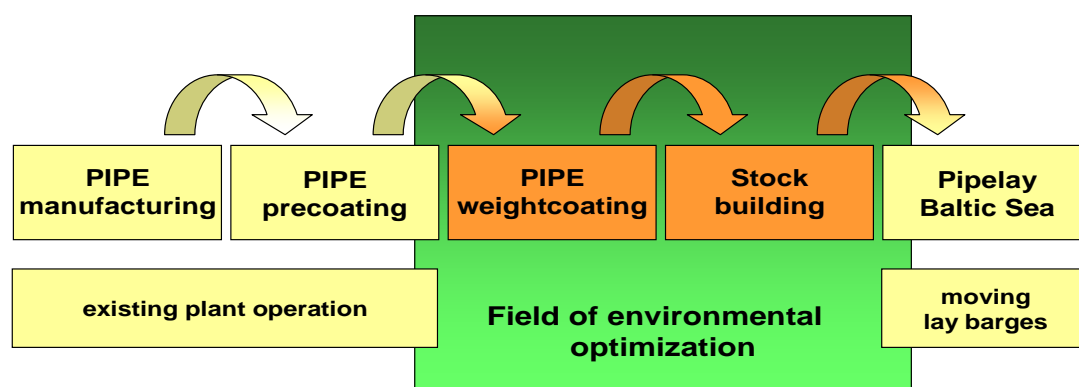 PIPE
manufacturing
PIPE
precoating
PIPE
weightcoating
Stock
building
Pipelay
Baltic Sea
existing plant operation
Field of environmental
optimization
moving
lay barges